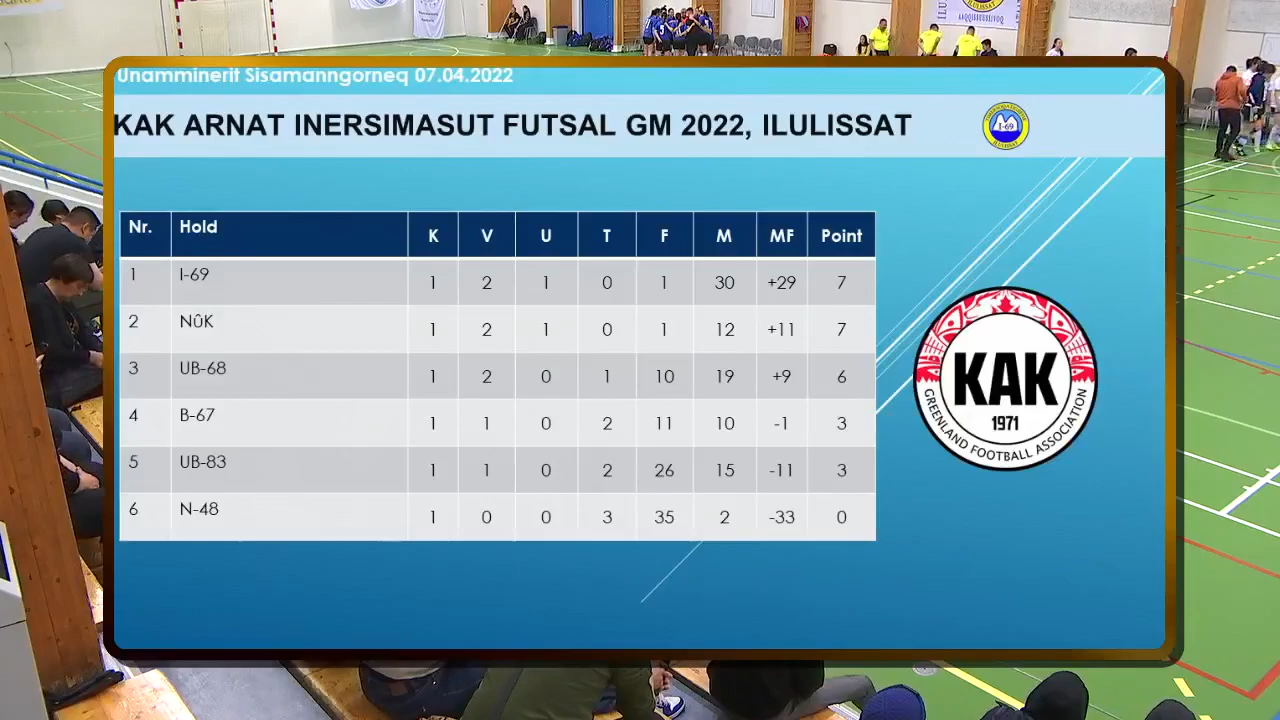 ILULISSAT
AAQQISSUUSSIVOQ
Unamminerit Sisamanngorneq 07.04.2022
KAK ARNAT INERSIMASUT FUTSAL GM 2022, ILULISSAT
I-69
ILULISSAT
Nr. Hold K V U T F M MF Point
1 I-69 1 2 1 0 1 30 +29 7
2 NÛK 1 2 1 0 1 12 +11 7
3 UB-68 1 2 0 1 10 19 +9 6
4 B-67 1 1 0 2 11 10 -1 3
5 UB-83 1 1 0 2 26 15 -11 3
6 N-48 1 0 0 3 35 2 -33 0
KAK
1971
GREENLAND FOOTBALL ASSOCIATION